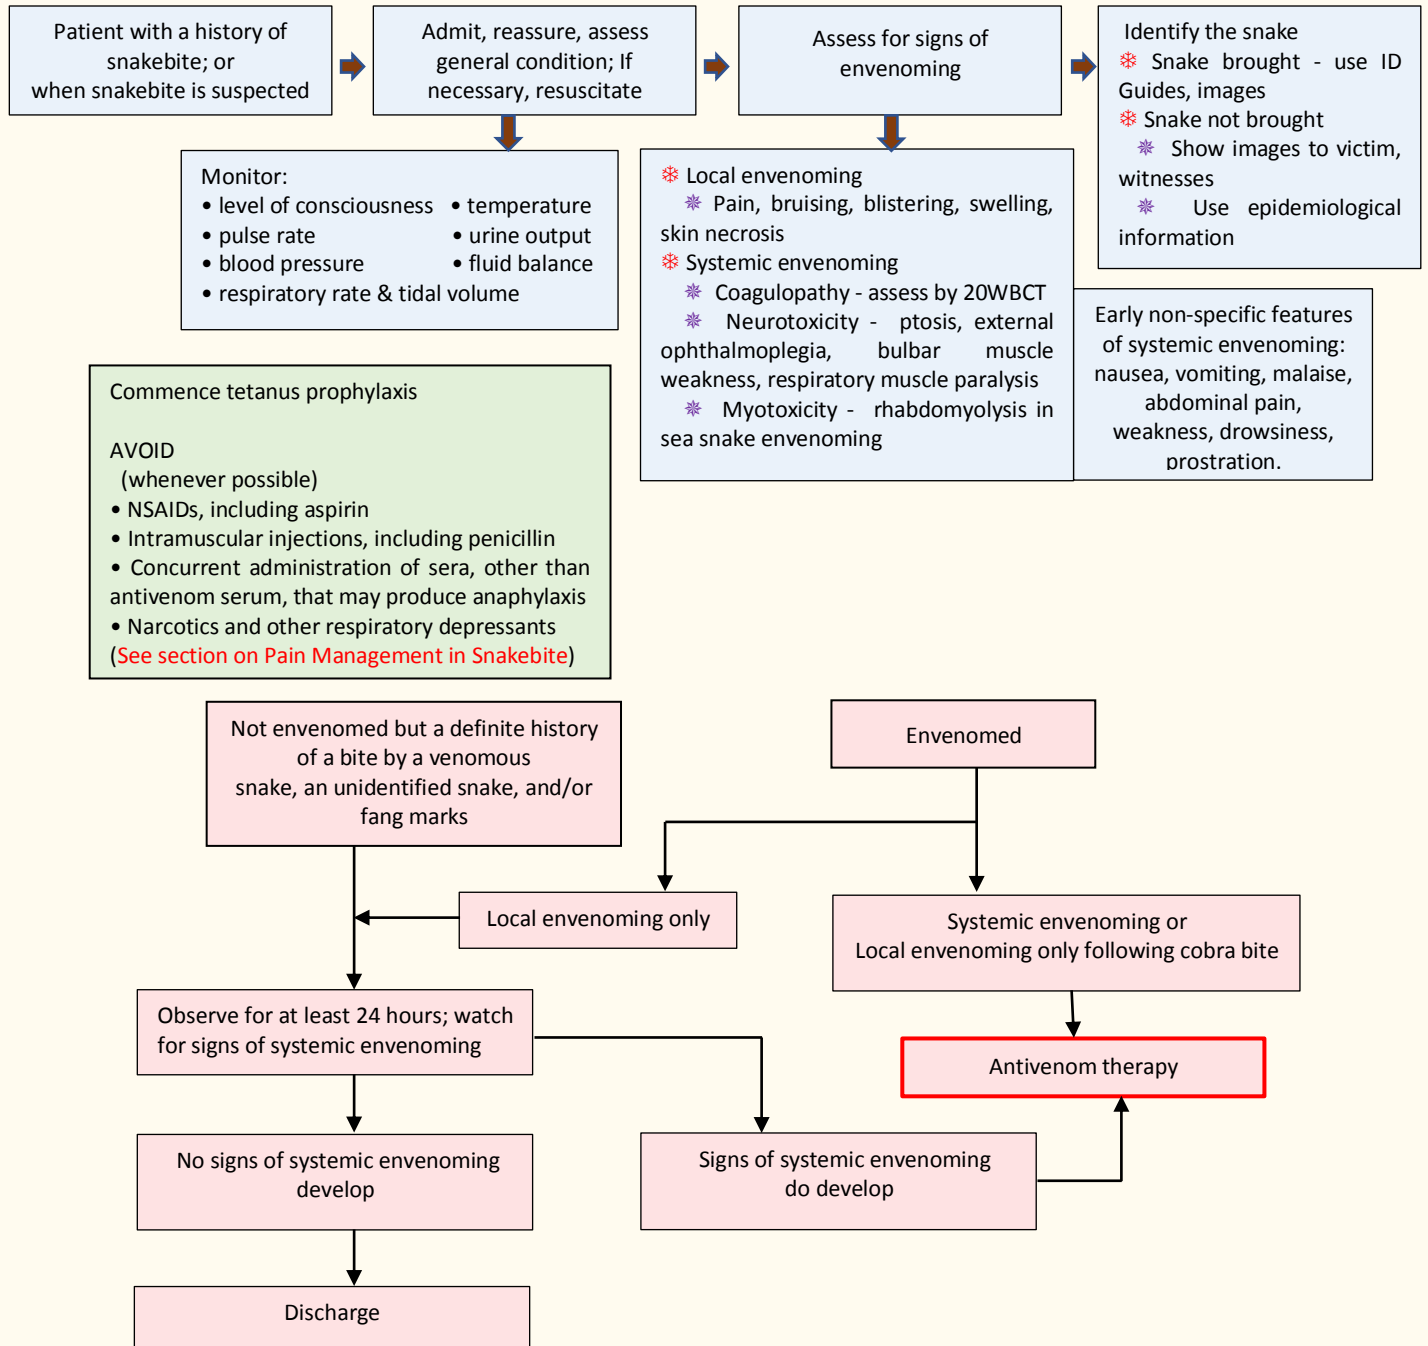 Patient with a history of
snakebite; or
when snakebite is suspected
Admit, reassure, assess
general condition; If
necessary, resuscitate
Assess for signs of
envenoming
Identify the snake
Snake brought - use ID
Guides, images
Snake not brought
Show images to victim,
witnesses
Use epidemiological
information
Monitor:
• level of consciousness • temperature
• pulse rate • urine output
• blood pressure • fluid balance
• respiratory rate & tidal volume
Local envenoming
Pain, bruising, blistering, swelling,
skin necrosis
Systemic envenoming
Coagulopathy - assess by 20WBCT
Neurotoxicity - ptosis, external
ophthalmoplegia, bulbar muscle
weakness, respiratory muscle paralysis
Myotoxicity - rhabdomyolysis in
sea snake envenoming
Early non-specific features
of systemic envenoming:
nausea, vomiting, malaise,
abdominal pain,
weakness, drowsiness,
prostration.
Commence tetanus prophylaxis
AVOID
(whenever possible)
• NSAIDs, including aspirin
• Intramuscular injections, including penicillin
• Concurrent administration of sera, other than
antivenom serum, that may produce anaphylaxis
• Narcotics and other respiratory depressants
(See section on Pain Management in Snakebite)
Not envenomed but a definite history
of a bite by a venomous
snake, an unidentified snake, and/or
fang marks
Envenomed
Local envenoming only
Systemic envenoming or
Local envenoming only following cobra bite
Observe for at least 24 hours; watch
for signs of systemic envenoming
Antivenom therapy
No signs of systemic envenoming
develop
Signs of systemic envenoming
do develop
Discharge